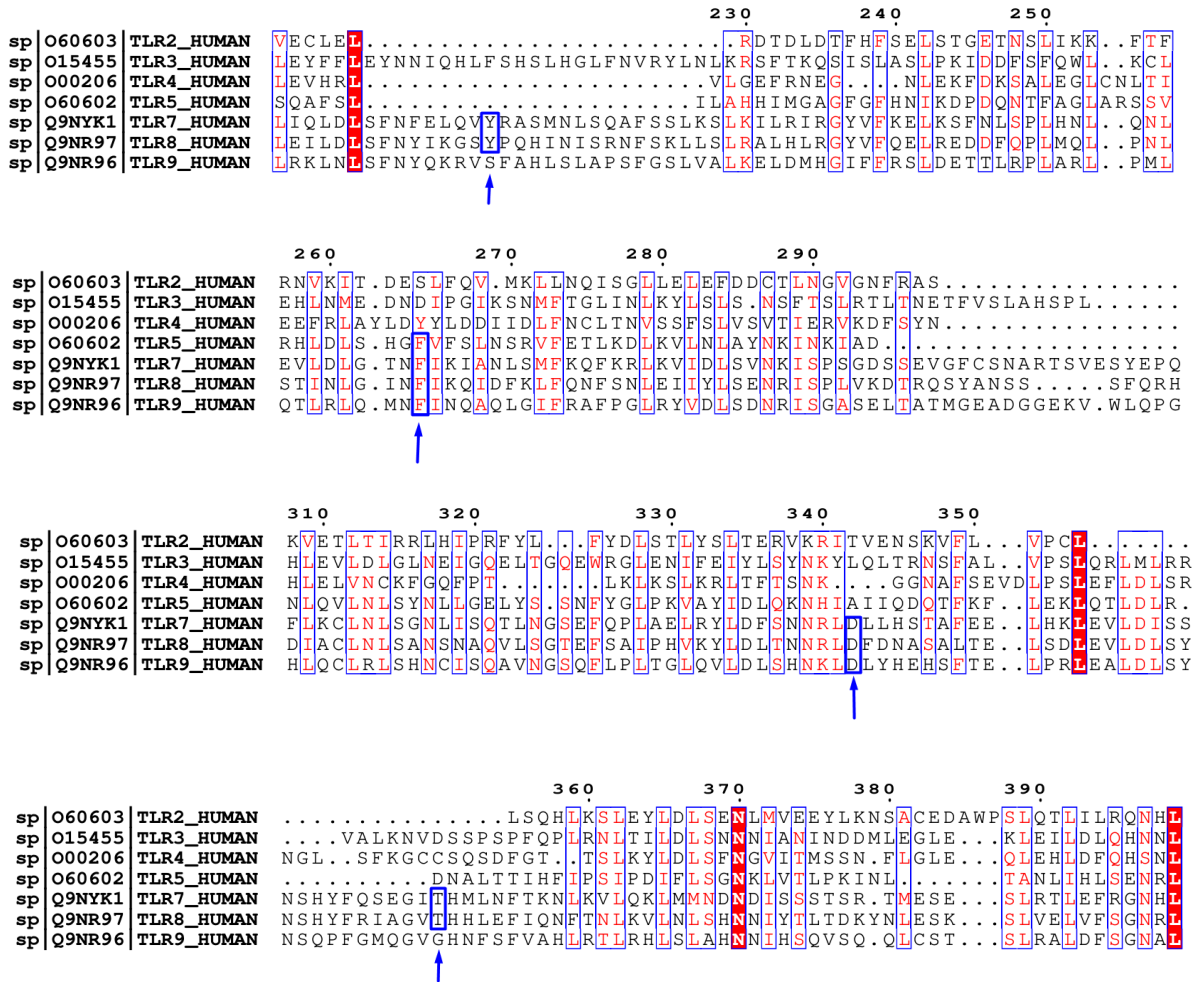 230 240 250
sp|O60603|TLR2_HUMAN VECLEL.........................RDTDLDTFHFSELSTGETNSLIKK..FTF
sp|O15455|TLR3_HUMAN LEYFFLEYNNIQHLFSHSLHGLFNVRYLNLKRSFTKQSISLASLPKIDDFSFQWL..KCL
sp|O00206|TLR4_HUMAN LEVHRL.......................VLGEFRNEG....NLEKFDKSALEGLCNLTI
sp|O60602|TLR5_HUMAN SQAFSL......................ILAHHIMGAGFGFHNIKDPDQNTFAGLARSSV
sp|Q9NYK1|TLR7_HUMAN LIQLDLSFNFELQVYRASMNLSQAFSSLKSLKILRIRGYVFKELKSFNLSPLHNL..QNL
sp|Q9NR97|TLR8_HUMAN LEILDLSFNYIKGSYPQHINISRNFSKLLSLRALHLRGYVFQELREDDFQPLMQL..PNL
sp|Q9NR96|TLR9_HUMAN LRKLNLSFNYQKRVSFAHLSLAPSFGSLVALKELDMHGIFFRSLDETTLRPLARL..PML
260 270 280 290
sp|O60603|TLR2_HUMAN RNVKIT.DESLFQV.MKLLNQISGLLELEFDDCTLNGVGNFRAS................
sp|O15455|TLR3_HUMAN EHLNME.DNDIPGIKSNMFTGLINLKYLSLS.NSFTSLRTLTNETFVSLAHSPL......
sp|O00206|TLR4_HUMAN EEFRLAYLDYYLDDIIDLFNCLTNVSSFSLVSVTIERVKDFSYN................
sp|O60602|TLR5_HUMAN RHLDLS.HGFVFSLNSRVFETLKDLKVLNLAYNKINKIAD....................
sp|Q9NYK1|TLR7_HUMAN EVLDLG.TNFIKIANLSMFKQFKRLKVIDLSVNKISPSGDSSEVGFCSNARTSVESYEPQ
sp|Q9NR97|TLR8_HUMAN STINLG.INFIKQIDFKLFQNFSNLEIIYLSENRISPLVKDTRQSYANSS.....SFQRH
sp|Q9NR96|TLR9_HUMAN QTLRLQ.MNFINQAQLGIFRAFPGLRYVDLSDNRISGASELTATMGEADGGEKV.WLQPG
310 320 330 340 350
sp|O60603|TLR2_HUMAN KVETLTIRRLHIPRFYL...FYDLSTLYSLTERVKRITVENSKVFL...VPCL.......
sp|O15455|TLR3_HUMAN HLEVLDLGLNEIGQELTGQEWRGLENIFEIYLSYNKYLQLTRNSFAL..VPSLQRLMLRR
sp|O00206|TLR4_HUMAN HLELVNCKFGQFPT.......LKLKSLKRLTFTSNK....GGNAFSEVDLPSLEFLDLSR
sp|O60602|TLR5_HUMAN NLQVLNLSYNLLGELYS.SNFYGLPKVAYIDLQKNHIAIIQDQTFKF..LEKLQTLDLR.
sp|Q9NYK1|TLR7_HUMAN FLKCLNLSGNLISQTLNGSEFQPLAELRYLDFSNNRLDLLHSTAFEE..LHKLEVLDISS
sp|Q9NR97|TLR8_HUMAN DIACLNLSANSNAQVLSGTEFSAIPHVKYLDLTNNRLDFDNASALTE..LSDLEVLDLSY
sp|Q9NR96|TLR9_HUMAN HLQCLRLSHNCISQAVNGSQFLPLTGLQVLDLSHNKLDLYHEHSFTE..LPRLEALDLSY
360 370 380 390
sp|O60603|TLR2_HUMAN ...............LSQHLKSLEYLDLSENLMVEEYLKNSACEDAWPSLQTLILRQNHL
sp|O15455|TLR3_HUMAN ....VALKNVDSSPSPFQPLRNLTILDLSNNNIANINDDMLEGLE...KLEILDLQHNNL
sp|O00206|TLR4_HUMAN NGL..SFKGCCSQSDFGT..TSLKYLDLSFNGVITMSSN.FLGLE...QLEHLDFQHSNL
sp|O60602|TLR5_HUMAN ..........DNALTTIHFIPSIPDIFLSGNKLVTLPKINL......TANLIHLSENRL
sp|Q9NYK1|TLR7_HUMAN NSHYFQSEGITHMLNFTKNLKVLQKLMMNDNDISSSTSR.TMESE...SLRTLEFRGNHL
sp|Q9NR97|TLR8_HUMAN NSHYFRIAGVTHHLEFIQNFTNLKVLNLSHNNIYTLTDKYNLESK...SLVELVFSGNRL
sp|Q9NR96|TLR9_HUMAN NSQPFGMQGVGHNFSFVAHLRTLRHLSLAHNNIHSQVSQ.QLCST...SLRALDFSGNAL